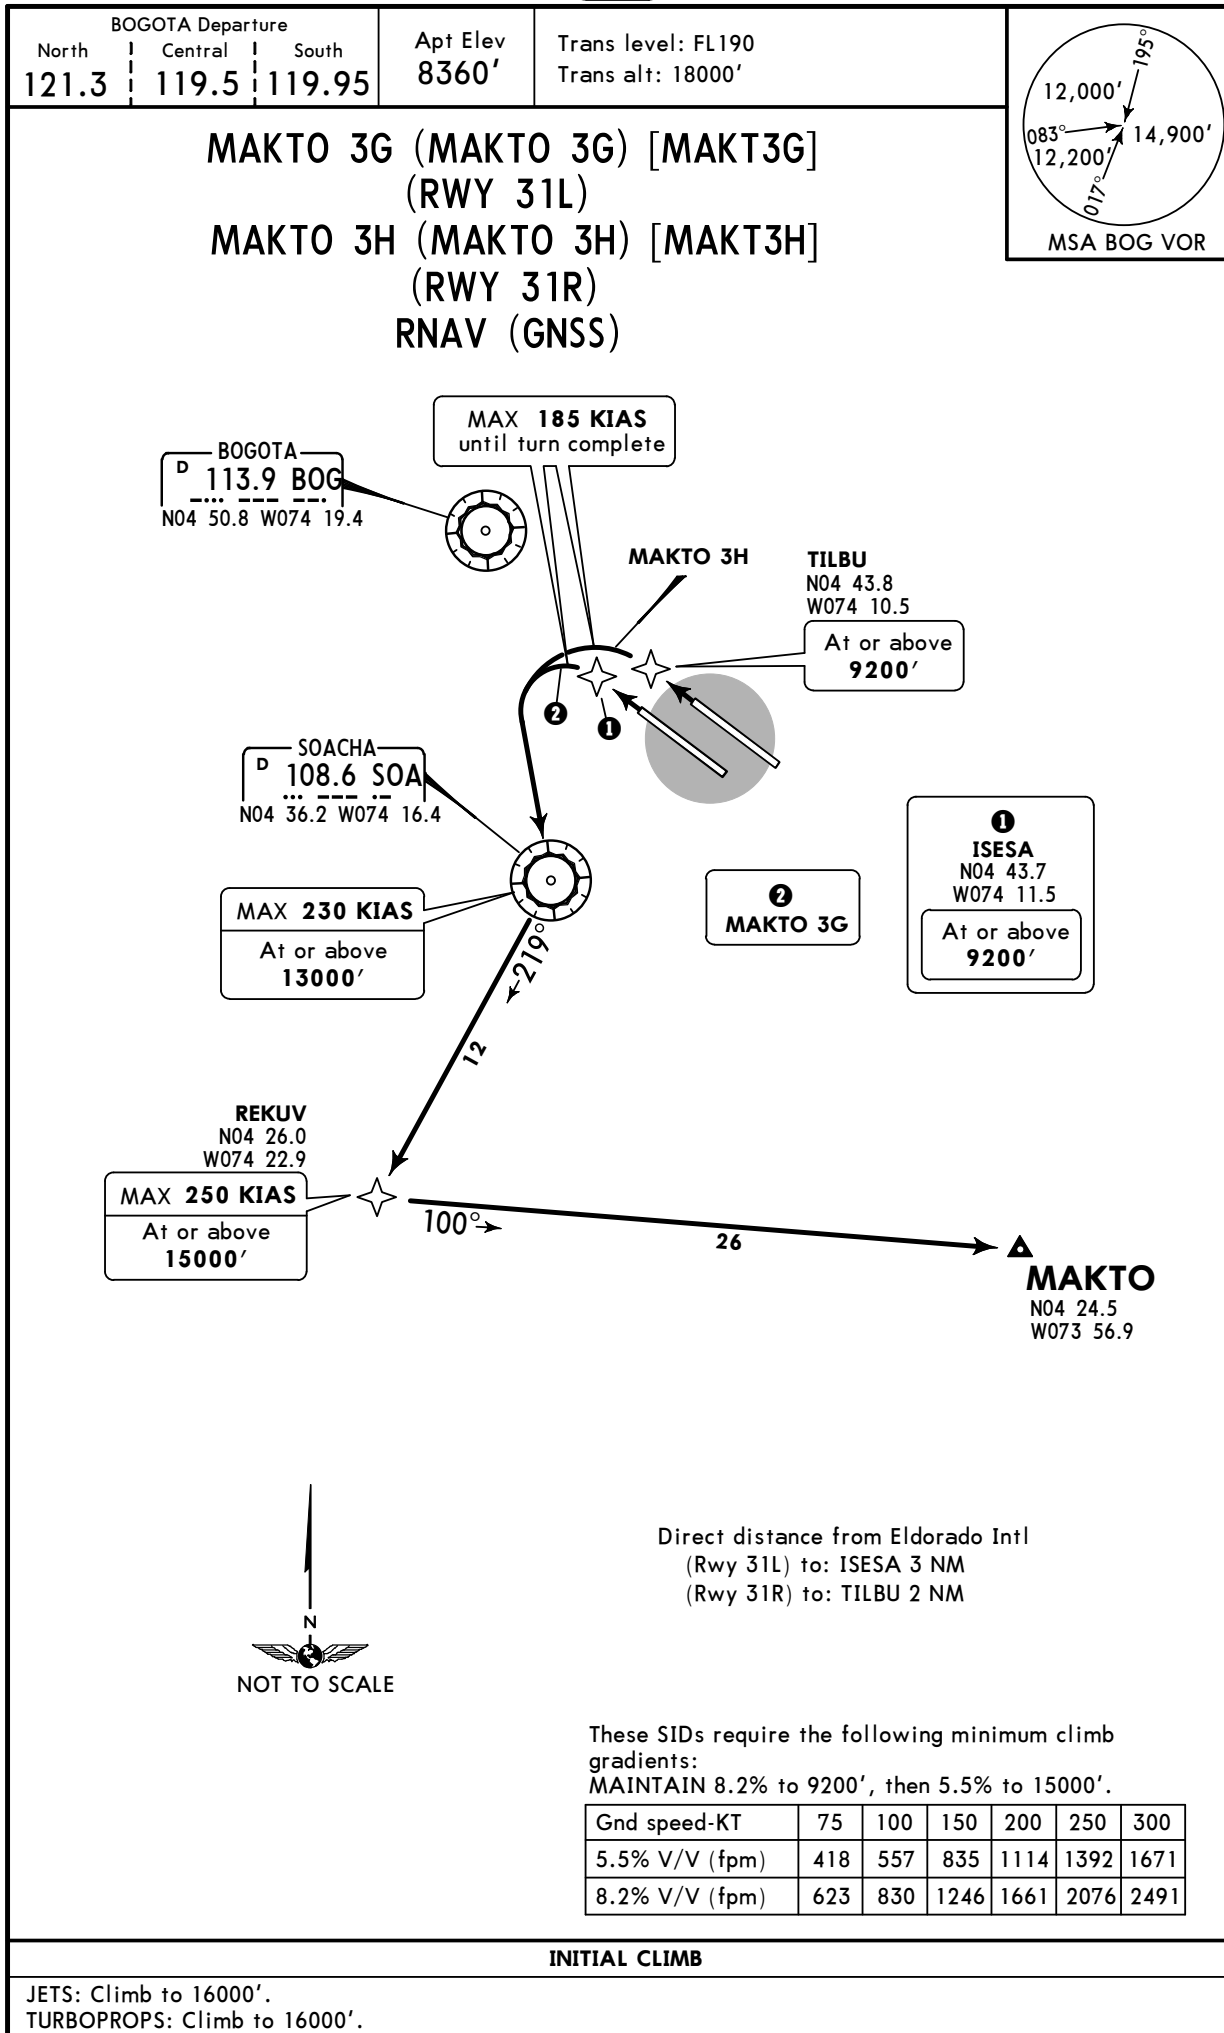 BOGOTA Departure
North Central South
121.3 119.5 119.95
Apt Elev
8360'
Trans level: FL190
Trans alt: 18000'
195°
12,000'
083°
14,900'
12,200'
017°
MSA BOG VOR
MAKTO 3G (MAKTO 3G) [MAKT3G]
(RWY 31L)
MAKTO 3H (MAKTO 3H) [MAKT3H]
(RWY 31R)
RNAV (GNSS)
MAX 185 KIAS
until turn complete
BOGOTA
D 113.9 BOG
N04 50.8 W074 19.4
MAKTO 3H
TILBU
N04 43.8
W074 10.5
At or above
9200'
2
1
SOACHA
D 108.6 SOA
N04 36.2 W074 16.4
MAX 230 KIAS
At or above
13000'
219°
12
2
MAKTO 3G
1
ISESA
N04 43.7
W074 11.5
At or above
9200'
REKUV
N04 26.0
W074 22.9
MAX 250 KIAS
At or above
15000'
100°
26
MAKTO
N04 24.5
W073 56.9
N
NOT TO SCALE
Direct distance from Eldorado Intl
(Rwy 31L) to: ISESA 3 NM
(Rwy 31R) to: TILBU 2 NM
These SIDs require the following minimum climb
gradients:
MAINTAIN 8.2% to 9200', then 5.5% to 15000'.
Gnd speed-KT 75 100 150 200 250 300
5.5% V/V (fpm) 418 557 835 1114 1392 1671
8.2% V/V (fpm) 623 830 1246 1661 2076 2491
INITIAL CLIMB
JETS: Climb to 16000'.
TURBOPROPS: Climb to 16000'.